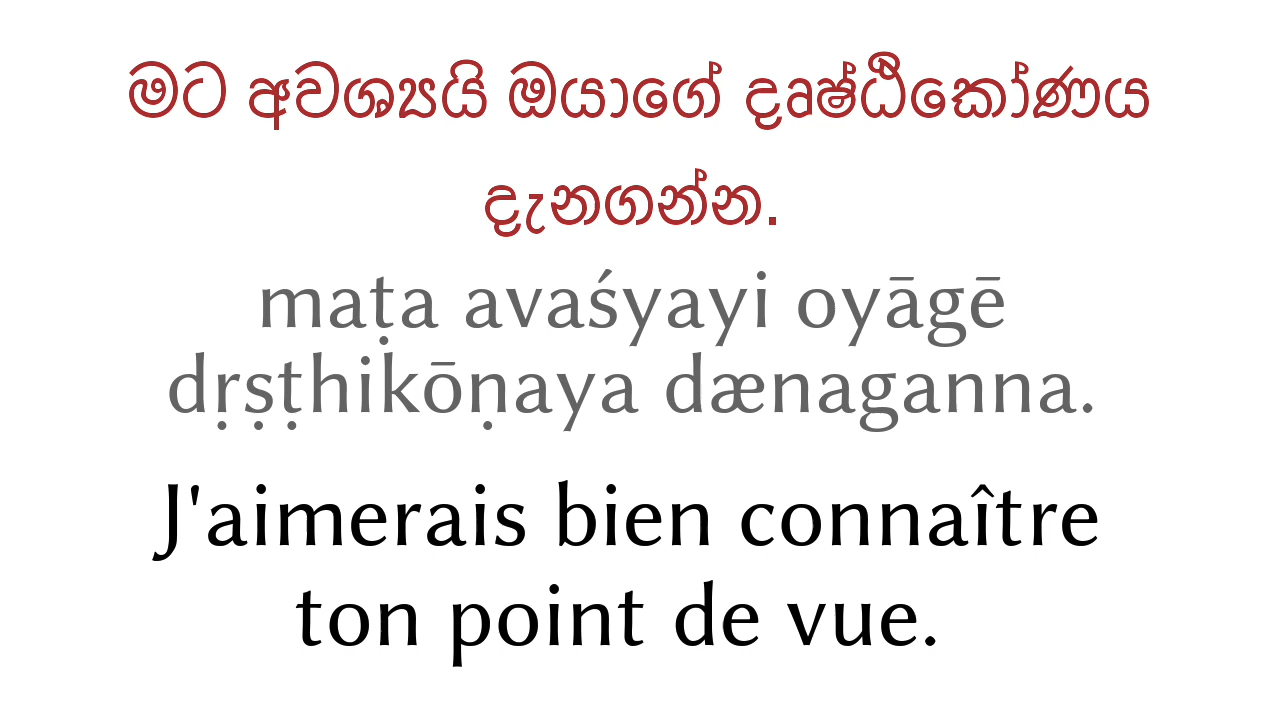 මට අවශ්‍යයි ඔයාගේ දෘෂ්ඨිකෝණය
දැනගන්න.
maṭa avaśyayi oyāgē
dṛṣṭhikōṇaya dænaganna.
J'aimerais bien connaître
ton point de vue.